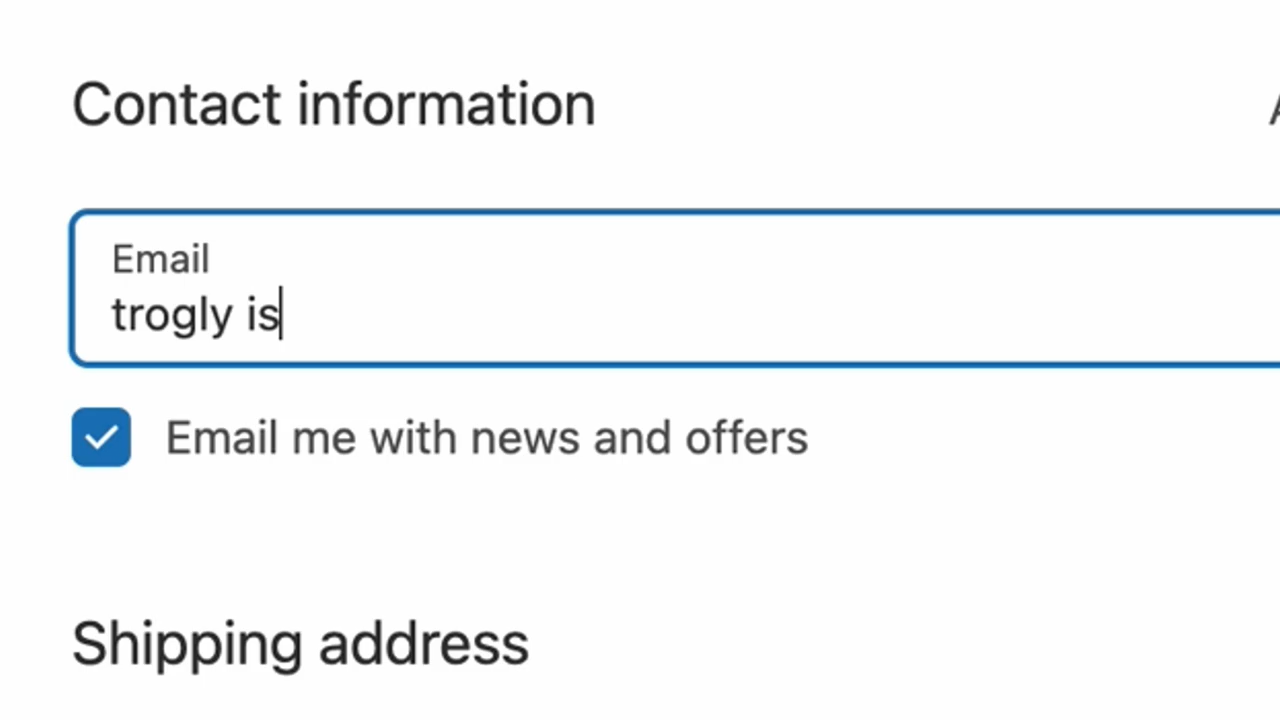 Contact information
Email
trogly is
Email me with news and offers
Shipping address